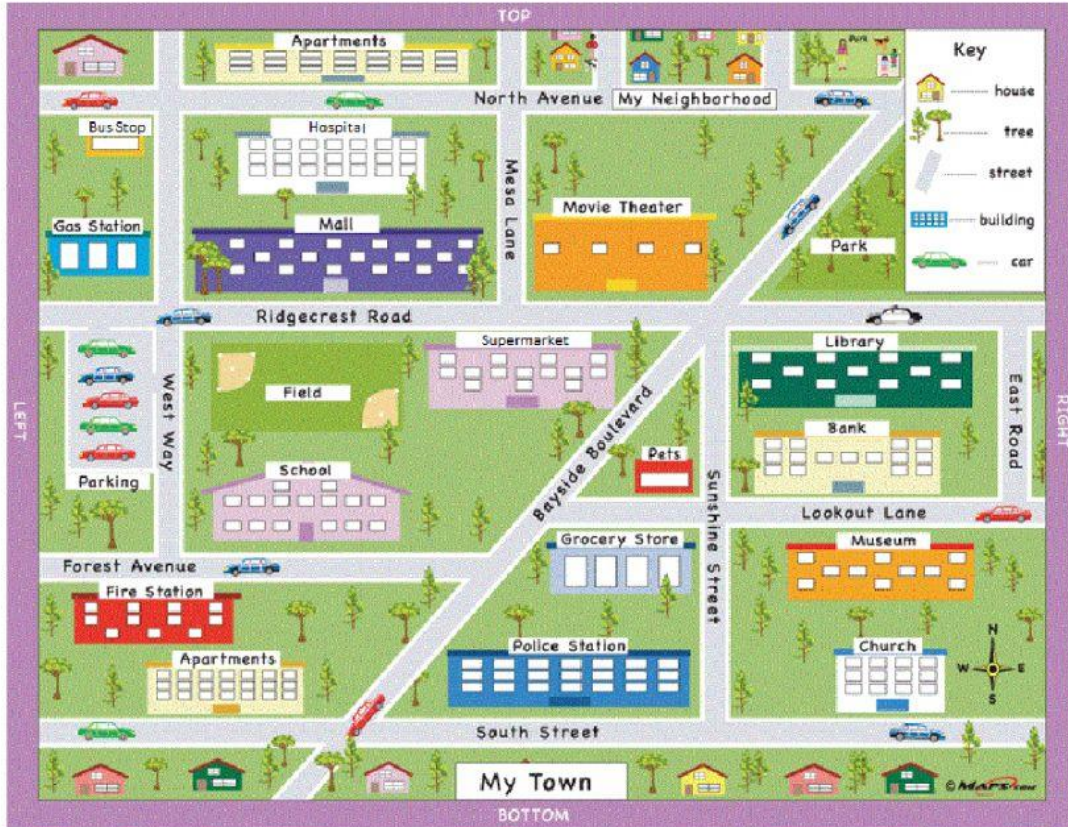 TOP
Apartments
Park
Key
house
North Avenue
My Neighborhood
Bus Stop
Hospital
tree
Mesa Lane
street
Gas Station
Mall
Movie Theater
building
Park
car
Ridgecrest Road
Supermarket
Library
LEFT
West Way
Field
Bayside Boulevard
East Road
RIGHT
Bank
Parking
School
Pets
Sunshine Street
Lookout Lane
Forest Avenue
Grocery Store
Museum
Fire Station
N
Apartments
Police Station
Church
W E
S
South Street
My Town
© MAPS.com
BOTTOM